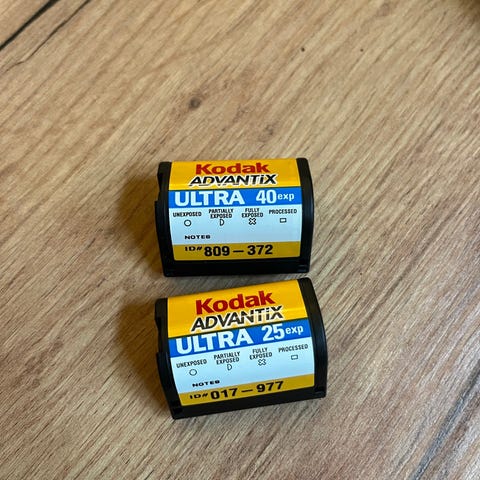 Kodak
ADVANTiX
ULTRA 40exp
UNEXPOSED PARTIALLY EXPOSED FULLY EXPOSED PROCESSED
NOTES
ID# 809-372
Kodak
ADVANTiX
ULTRA 25exp
UNEXPOSED PARTIALLY EXPOSED FULLY EXPOSED PROCESSED
NOTES
ID# 017-977